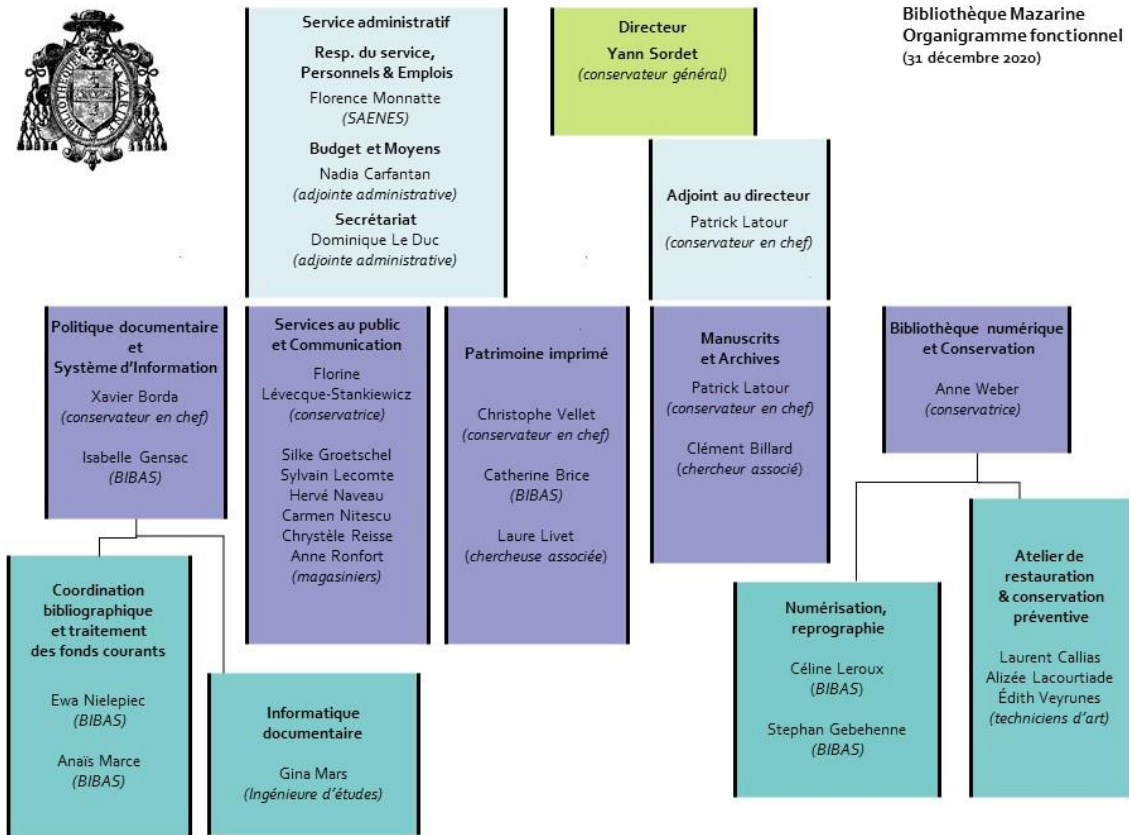 Bibliothèque Mazarine
Organigramme fonctionnel
(31 décembre 2020)
BIBLIOTHEQUE MAZARINE
Service administratif
Resp. du service,
Personnels & Emplois
Florence Monnatte
(SAENES)
Budget et Moyens
Nadia Carfantan
(adjointe administrative)
Secrétariat
Dominique Le Duc
(adjointe administrative)
Directeur
Yann Sordet
(conservateur général)
Adjoint au directeur
Patrick Latour
(conservateur en chef)
Politique documentaire
et
Système d'Information
Xavier Borda
(conservateur en chef)
Isabelle Gensac
(BIBAS)
Services au public
et Communication
Florine
Lévecque-Stankiewicz
(conservatrice)
Silke Groetschel
Sylvain Lecomte
Hervé Naveau
Carmen Nitescu
Chrystèle Reisse
Anne Ronfort
(magasiniers)
Patrimoine imprimé
Christophe Vellet
(conservateur en chef)
Catherine Brice
(BIBAS)
Laure Livet
(chercheuse associée)
Manuscrits
et Archives
Patrick Latour
(conservateur en chef)
Clément Billard
(chercheur associé)
Bibliothèque numérique
et Conservation
Anne Weber
(conservatrice)
Coordination
bibliographique
et traitement
des fonds courants
Ewa Nielepiec
(BIBAS)
Anaïs Marce
(BIBAS)
Informatique
documentaire
Gina Mars
(Ingénieure d'études)
Numérisation,
reprographie
Céline Leroux
(BIBAS)
Stephan Gebehenne
(BIBAS)
Atelier de
restauration
& conservation
préventive
Laurent Callias
Alizée Lacourtiade
Édith Veyrunes
(techniciens d'art)